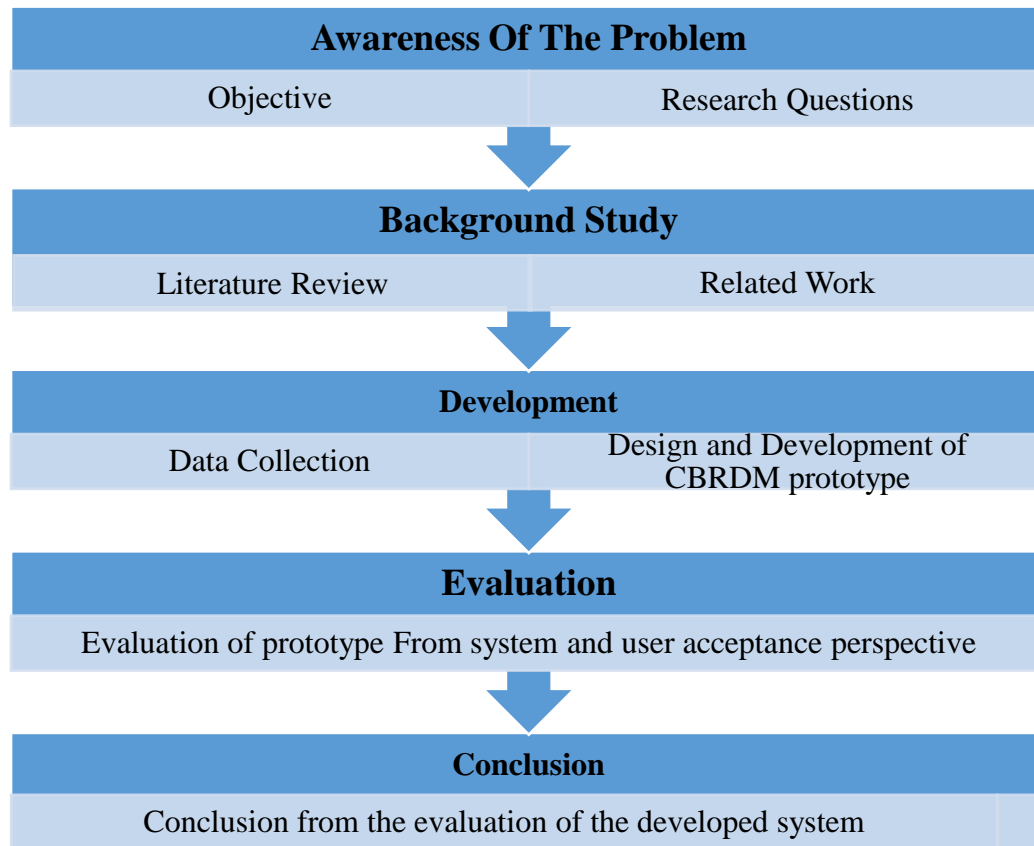 Awareness Of The Problem
Objective
Research Questions
Background Study
Literature Review
Related Work
Development
Data Collection
Design and Development of
CBRDM prototype
Evaluation
Evaluation of prototype From system and user acceptance perspective
Conclusion
Conclusion from the evaluation of the developed system